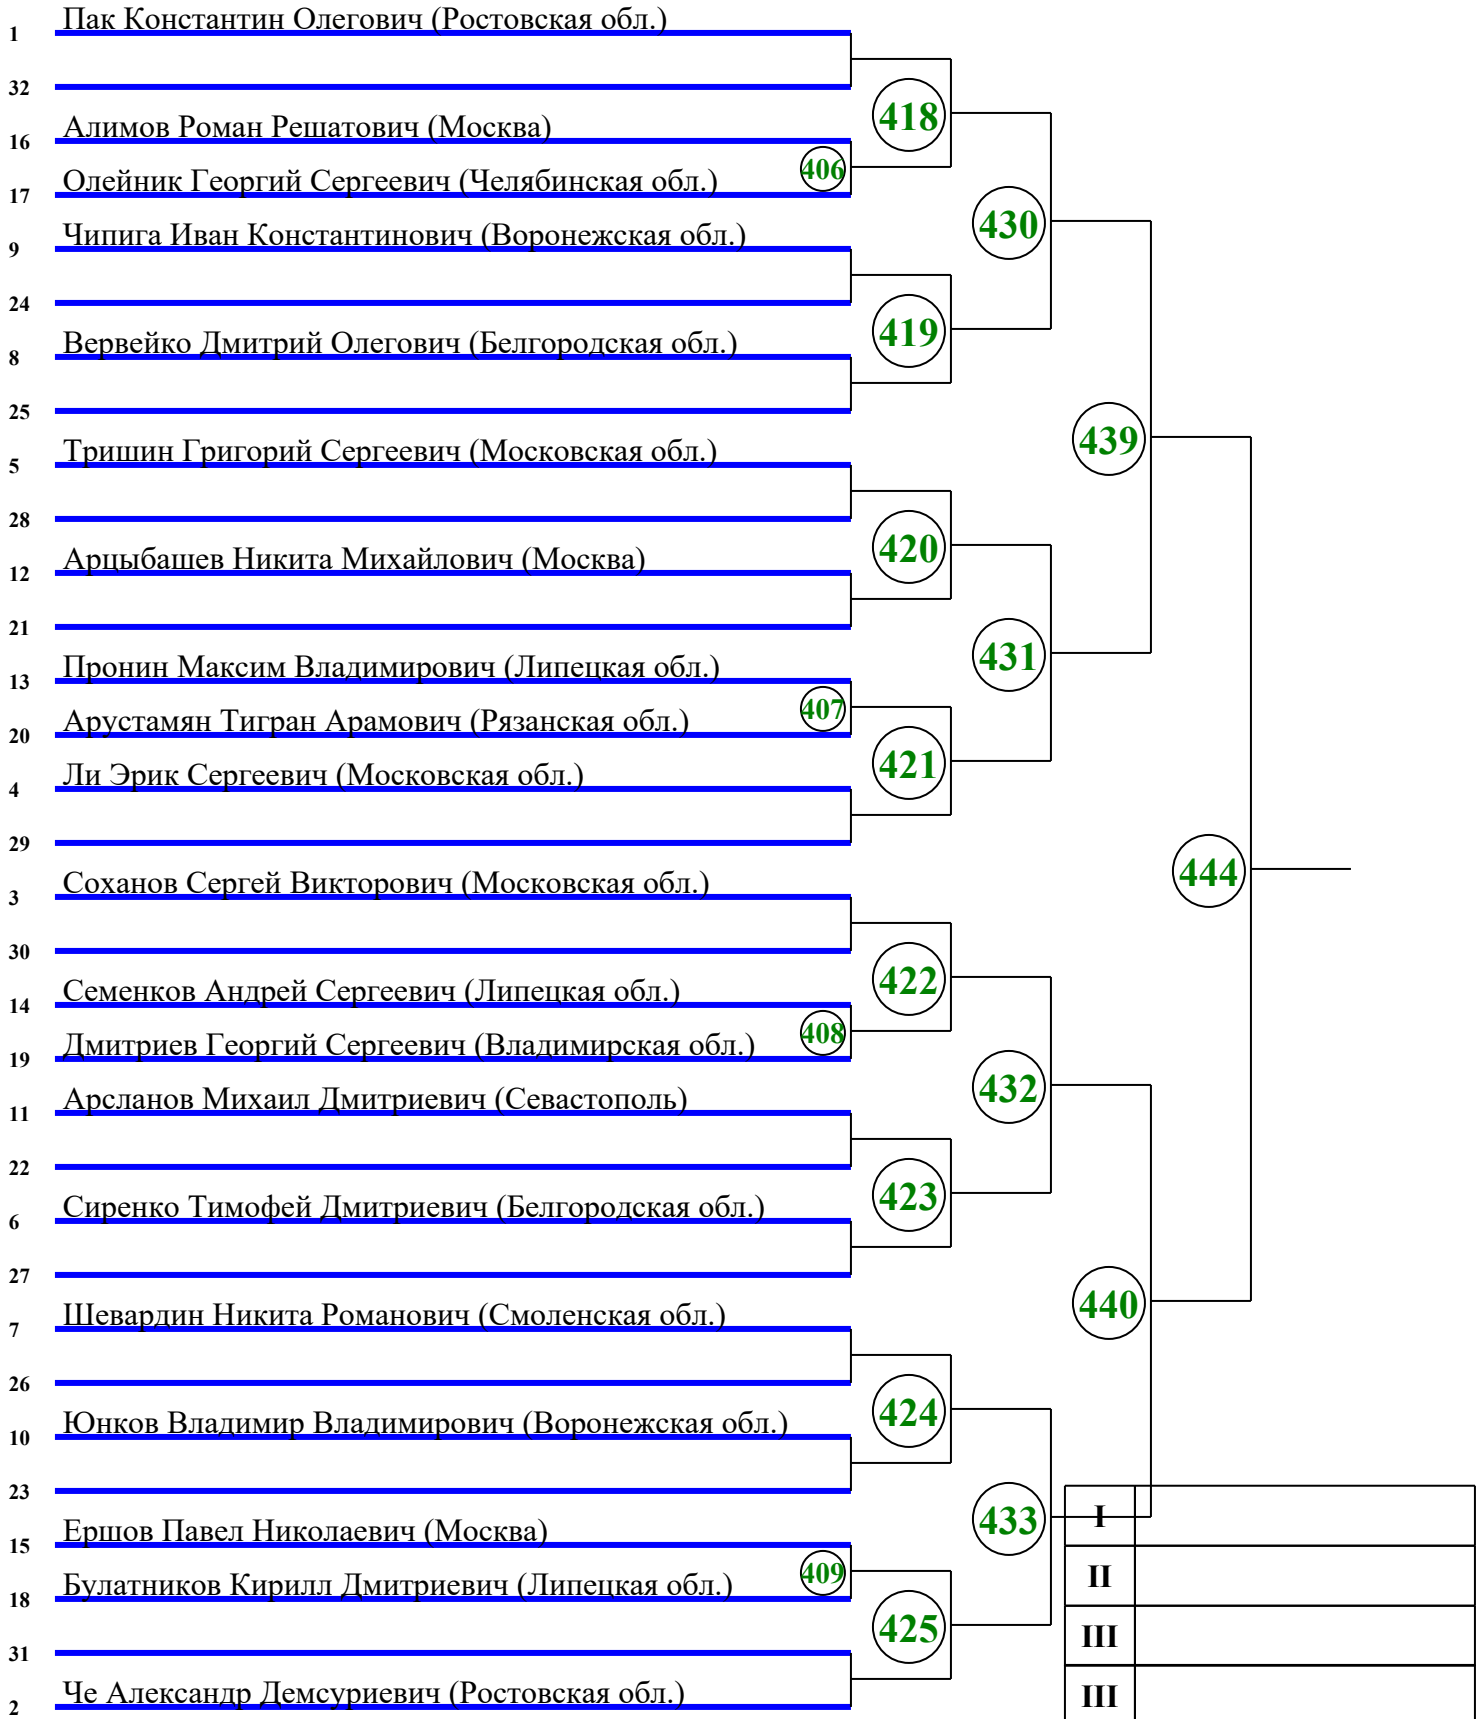 1 Пак Константин Олегович (Ростовская обл.)
32
418
16 Алимов Роман Решатович (Москва)
406
17 Олейник Георгий Сергеевич (Челябинская обл.)
430
9 Чипига Иван Константинович (Воронежская обл.)
24
419
8 Вервейко Дмитрий Олегович (Белгородская обл.)
25
439
5 Тришин Григорий Сергеевич (Московская обл.)
28
420
12 Арцыбашев Никита Михайлович (Москва)
21
431
13 Пронин Максим Владимирович (Липецкая обл.)
407
20 Арустамян Тигран Арамович (Рязанская обл.)
421
4 Ли Эрик Сергеевич (Московская обл.)
29
444
3 Соханов Сергей Викторович (Московская обл.)
30
422
14 Семенков Андрей Сергеевич (Липецкая обл.)
408
19 Дмитриев Георгий Сергеевич (Владимирская обл.)
432
11 Арсланов Михаил Дмитриевич (Севастополь)
22
423
6 Сиренко Тимофей Дмитриевич (Белгородская обл.)
27
440
7 Шевардин Никита Романович (Смоленская обл.)
26
424
10 Юнков Владимир Владимирович (Воронежская обл.)
23
433
I
15 Ершов Павел Николаевич (Москва)
409
II
18 Булатников Кирилл Дмитриевич (Липецкая обл.)
425
III
31
2 Че Александр Демсуриевич (Ростовская обл.)
III